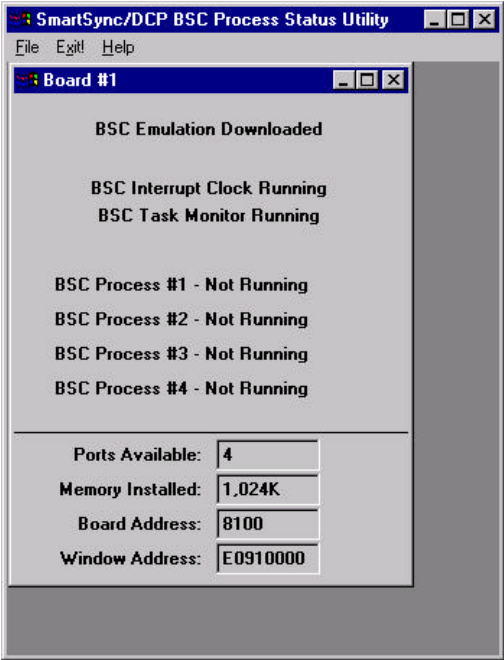 SmartSync/DCP BSC Process Status Utility
File Exit! Help
Board #1
BSC Emulation Downloaded
BSC Interrupt Clock Running
BSC Task Monitor Running
BSC Process #1 - Not Running
BSC Process #2 - Not Running
BSC Process #3 - Not Running
BSC Process #4 - Not Running
Ports Available: 4
Memory Installed: 1,024K
Board Address: 8100
Window Address: E0910000